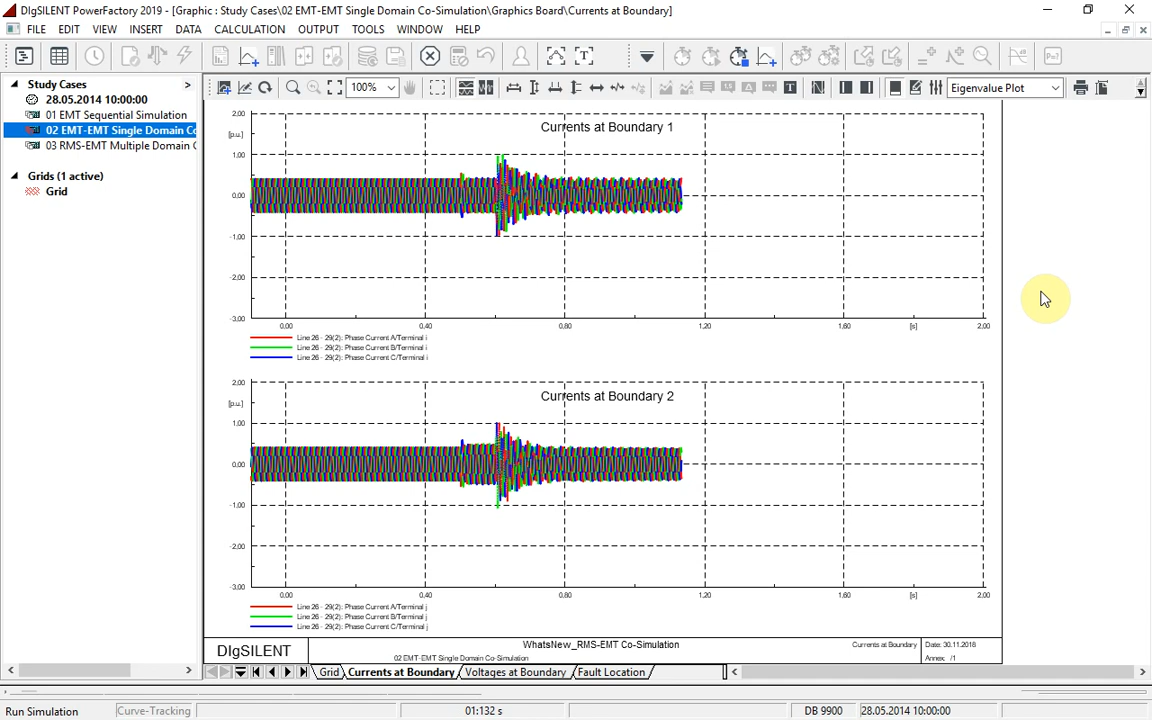 DIgSILENT PowerFactory 2019 - [Graphic : Study Cases\02 EMT-EMT Single Domain Co-Simulation\Graphics Board\Currents at Boundary]
FILE EDIT VIEW INSERT DATA CALCULATION OUTPUT TOOLS WINDOW HELP
100% Eigenvalue Plot
Study Cases >
28.05.2014 10:00:00
01 EMT Sequential Simulation
02 EMT-EMT Single Domain Co
03 RMS-EMT Multiple Domain C
Grids (1 active)
Grid
Currents at Boundary 1
2.00
[p.u.]
1.00
0.00
-1.00
-2.00
-3.00
0.00 0.40 0.80 1.20 1.60 [s] 2.00
Line 26 - 29(2): Phase Current A/Terminal i
Line 26 - 29(2): Phase Current B/Terminal i
Line 26 - 29(2): Phase Current C/Terminal i
Currents at Boundary 2
2.00
[p.u.]
1.00
0.00
-1.00
-2.00
-3.00
0.00 0.40 0.80 1.20 1.60 [s] 2.00
Line 26 - 29(2): Phase Current A/Terminal j
Line 26 - 29(2): Phase Current B/Terminal j
Line 26 - 29(2): Phase Current C/Terminal j
DIgSILENT WhatsNew_RMS-EMT Co-Simulation Currents at Boundary Date: 30.11.2018
02 EMT-EMT Single Domain Co-Simulation Annex: /1
Grid Currents at Boundary Voltages at Boundary Fault Location
Run Simulation Curve-Tracking 01:132 s DB 9900 28.05.2014 10:00:00